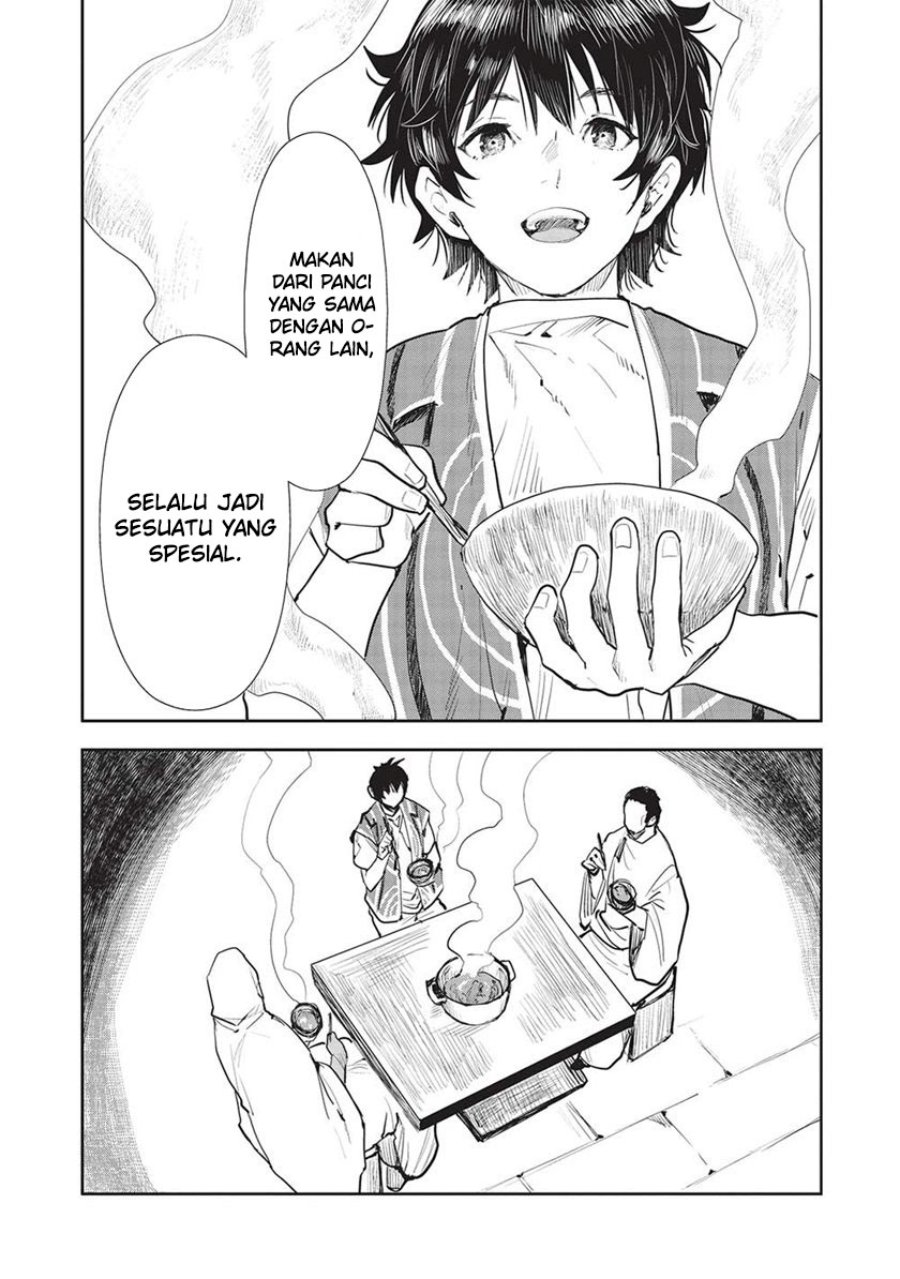 MAKAN
DARI PANCI
YANG SAMA
DENGAN O-
RANG LAIN,
SELALU JADI
SESUATU YANG
SPESIAL.